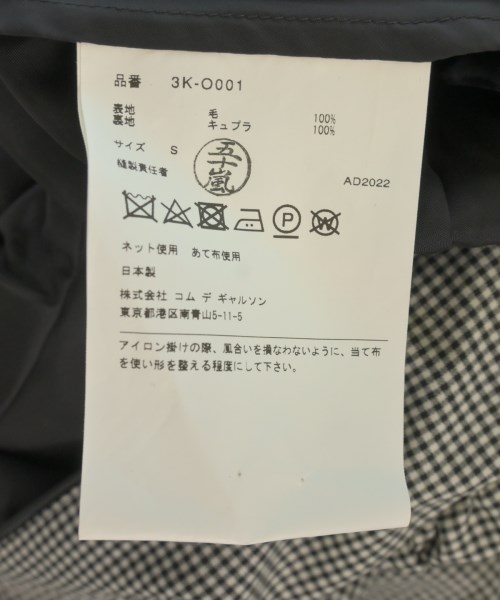 品番 3K-O001
表地 毛 100%
裏地 キュプラ 100%
サイズ S
縫製責任者 五十嵐
AD2022
P W
ネット使用 あて布使用
日本製
株式会社 コム デ ギャルソン
東京都港区南青山5-11-5
アイロン掛けの際、風合いを損なわないように、当て布
を使い形を整える程度にして下さい。